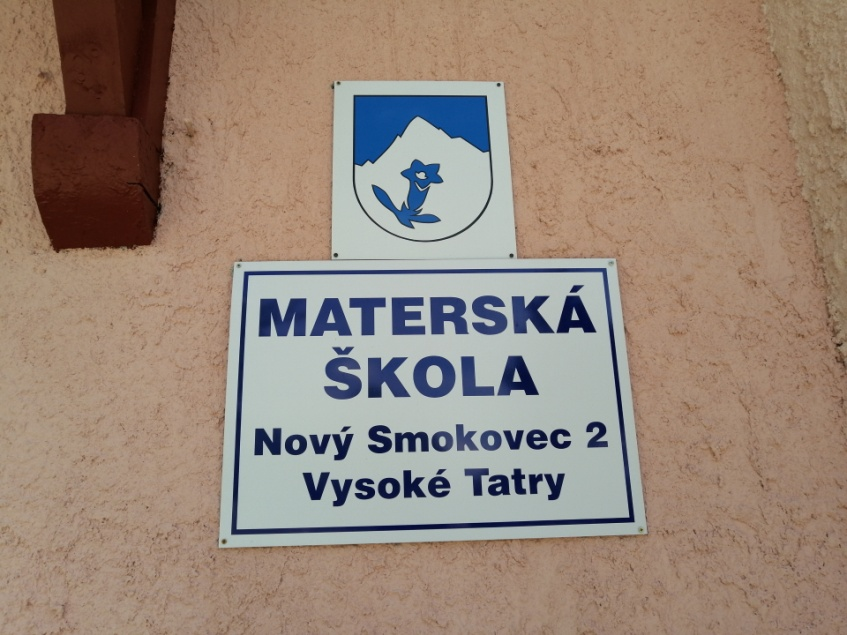 MATERSKÁ
ŠKOLA
Nový Smokovec 2
Vysoké Tatry